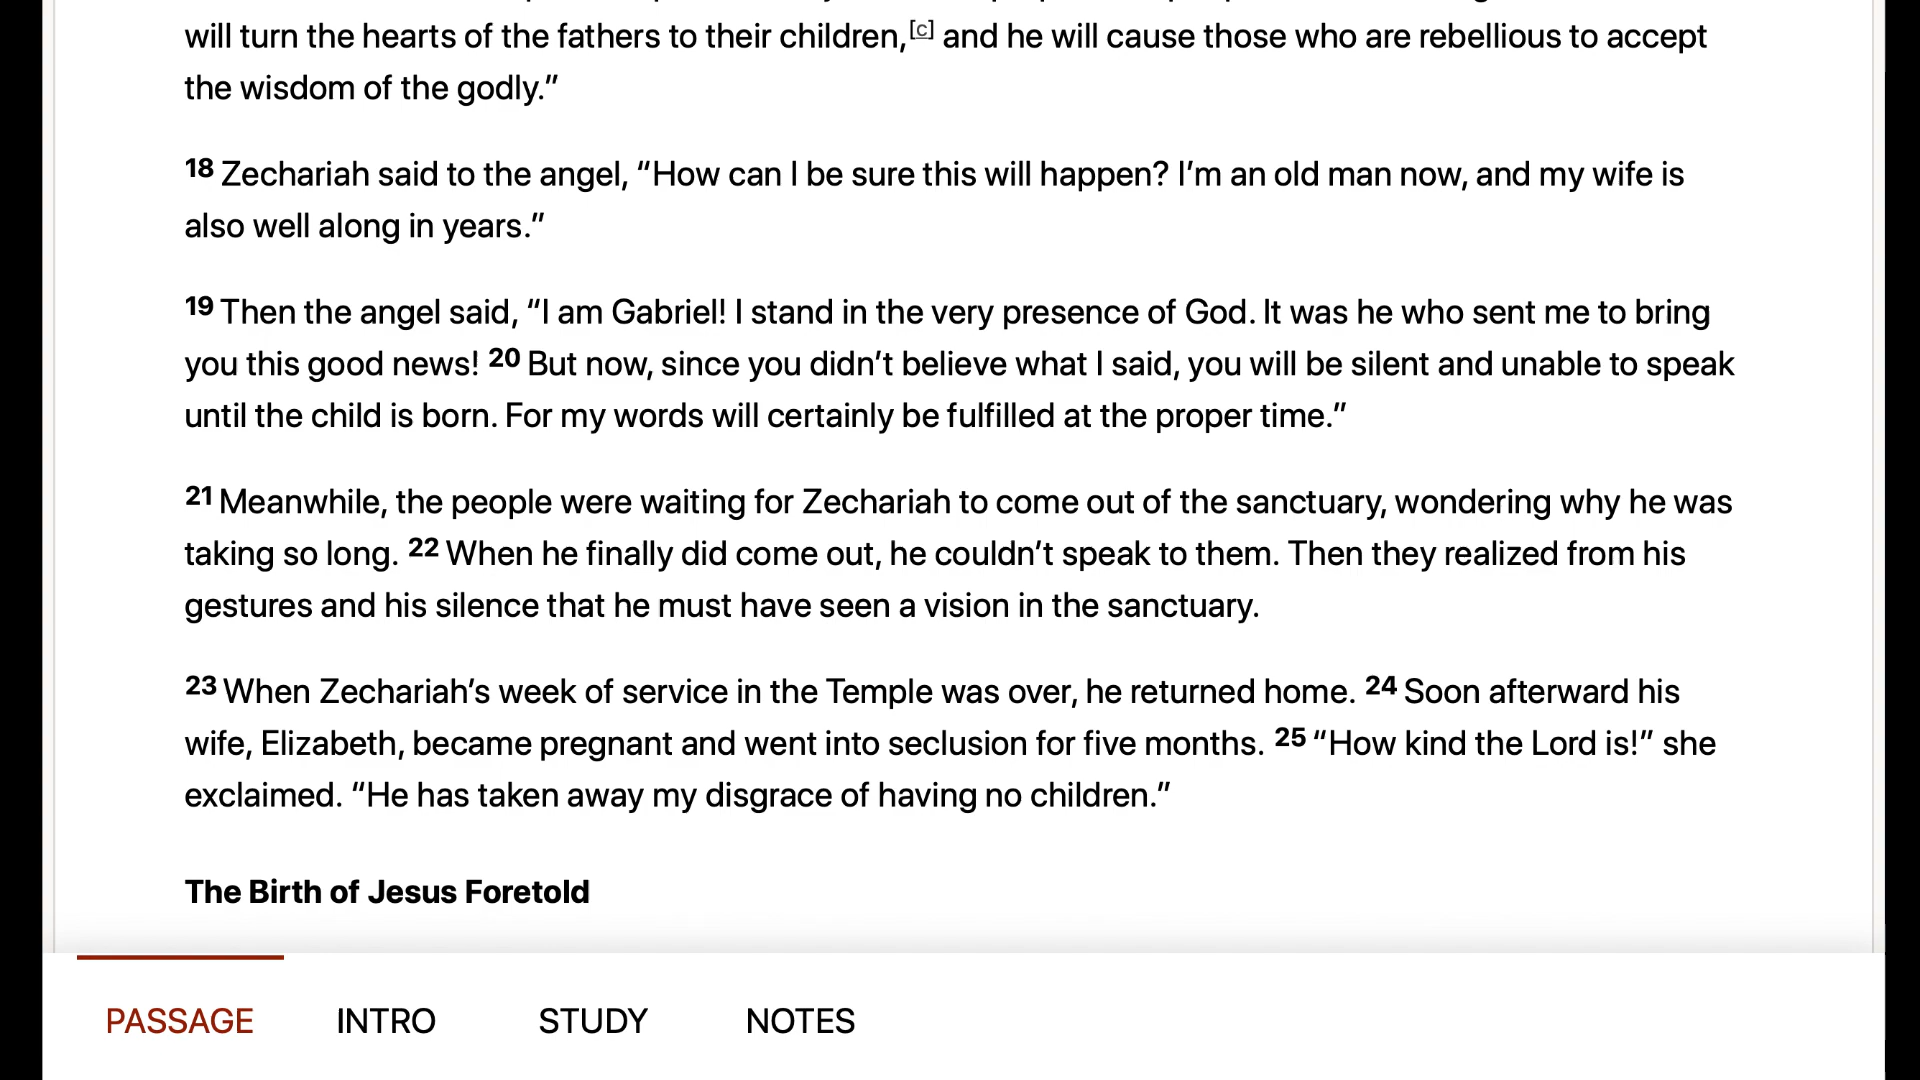 will turn the hearts of the fathers to their children,[c] and he will cause those who are rebellious to accept
the wisdom of the godly.”
18 Zechariah said to the angel, “How can I be sure this will happen? I’m an old man now, and my wife is
also well along in years.”
19 Then the angel said, “I am Gabriel! I stand in the very presence of God. It was he who sent me to bring
you this good news! 20 But now, since you didn’t believe what I said, you will be silent and unable to speak
until the child is born. For my words will certainly be fulfilled at the proper time.”
21 Meanwhile, the people were waiting for Zechariah to come out of the sanctuary, wondering why he was
taking so long. 22 When he finally did come out, he couldn’t speak to them. Then they realized from his
gestures and his silence that he must have seen a vision in the sanctuary.
23 When Zechariah’s week of service in the Temple was over, he returned home. 24 Soon afterward his
wife, Elizabeth, became pregnant and went into seclusion for five months. 25 “How kind the Lord is!” she
exclaimed. “He has taken away my disgrace of having no children.”
The Birth of Jesus Foretold
PASSAGE INTRO STUDY NOTES